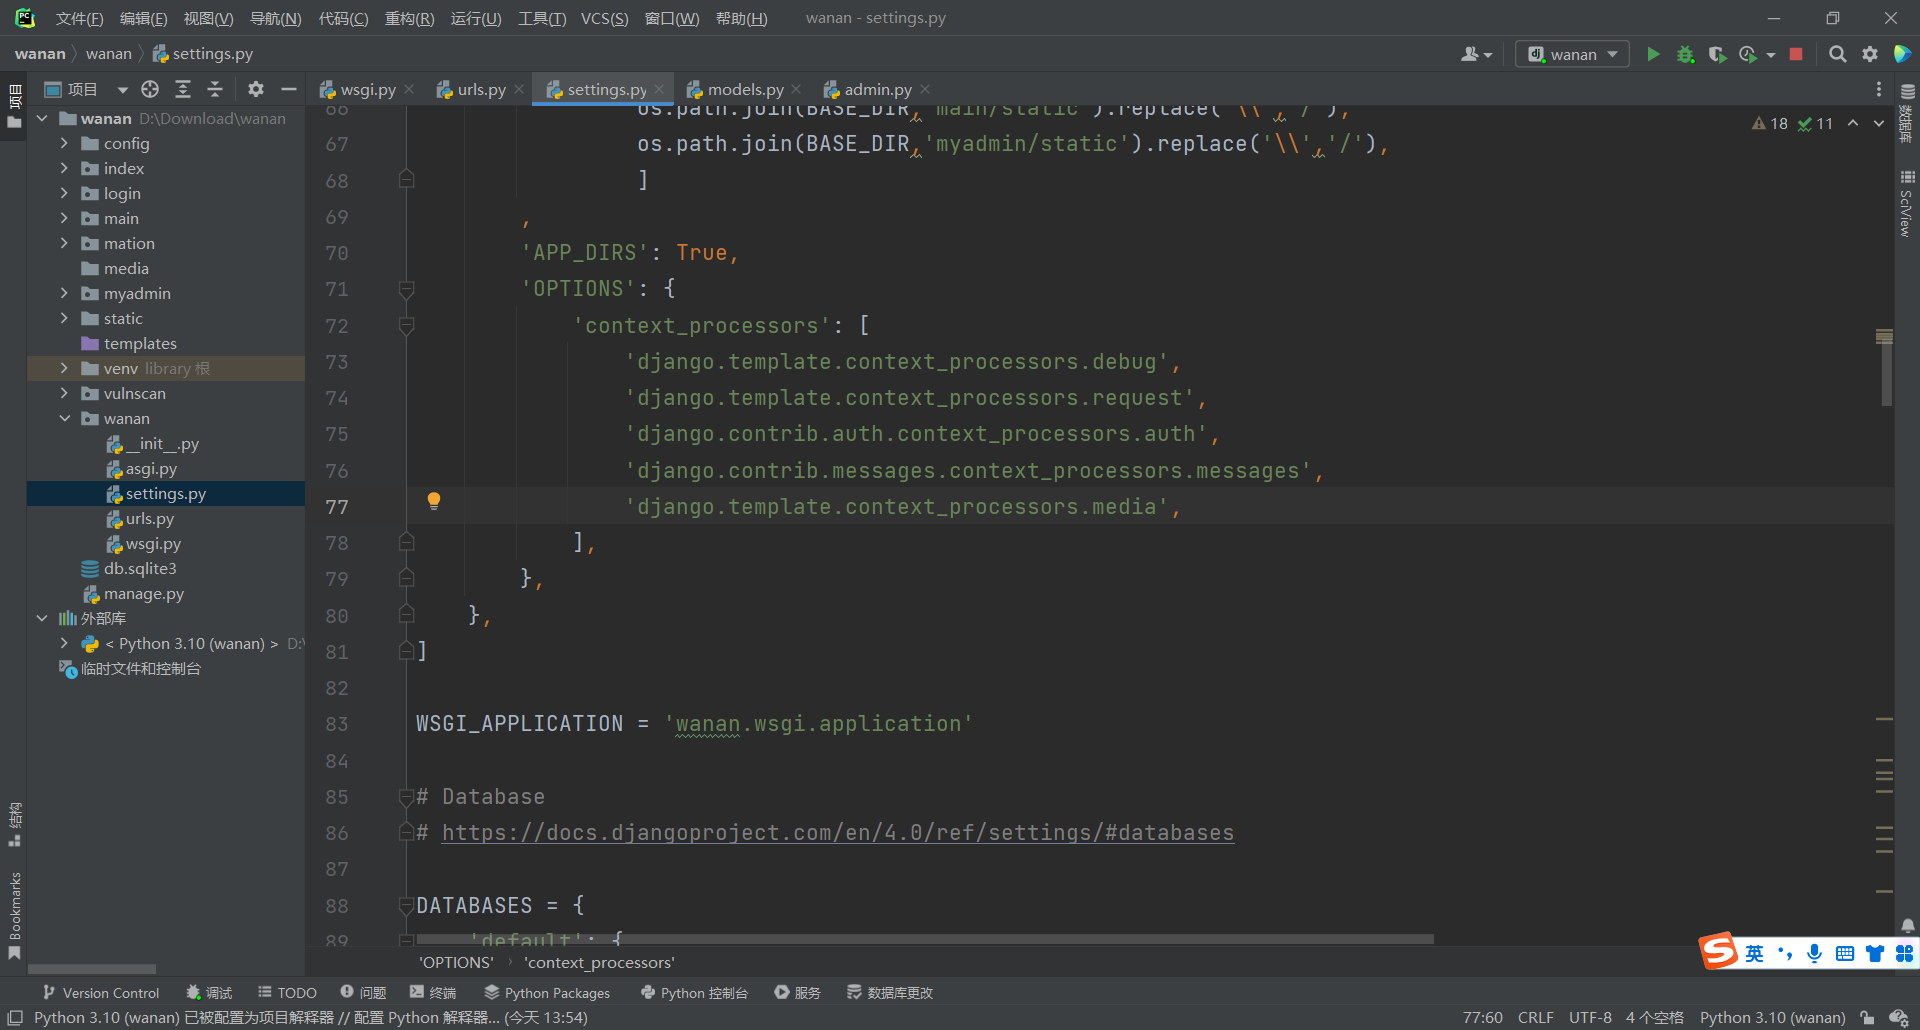 文件(F) 编辑(E) 视图(V) 导航(N) 代码(C) 重构(R) 运行(U) 工具(T) VCS(S) 窗口(W) 帮助(H) wanan - settings.py
wanan wanan settings.py
wanan
项目
wsgi.py urls.py settings.py models.py admin.py
项目
wanan D:\Download\wanan
config
index
login
main
mation
media
myadmin
static
templates
venv library 根
vulnscan
wanan
__init__.py
asgi.py
settings.py
urls.py
wsgi.py
db.sqlite3
manage.py
外部库
< Python 3.10 (wanan) > D:\
临时文件和控制台
结构
Bookmarks
18 11
66 os.path.join(BASE_DIR,'main/static').replace('\\','/'),
67 os.path.join(BASE_DIR,'myadmin/static').replace('\\','/'),
68 ]
69 ,
70 'APP_DIRS': True,
71 'OPTIONS': {
72 'context_processors': [
73 'django.template.context_processors.debug',
74 'django.template.context_processors.request',
75 'django.contrib.auth.context_processors.auth',
76 'django.contrib.messages.context_processors.messages',
77 'django.template.context_processors.media',
78 ],
79 },
80 },
81 ]
82
83 WSGI_APPLICATION = 'wanan.wsgi.application'
84
85 # Database
86 # https://docs.djangoproject.com/en/4.0/ref/settings/#databases
87
88 DATABASES = {
89 'default': {
数据库
SciView
'OPTIONS' › 'context_processors'
英
Version Control 调试 TODO 问题 终端 Python Packages Python 控制台 服务 数据库更改
Python 3.10 (wanan) 已被配置为项目解释器 // 配置 Python 解释器... (今天 13:54) 77:60 CRLF UTF-8 4 个空格 Python 3.10 (wanan)